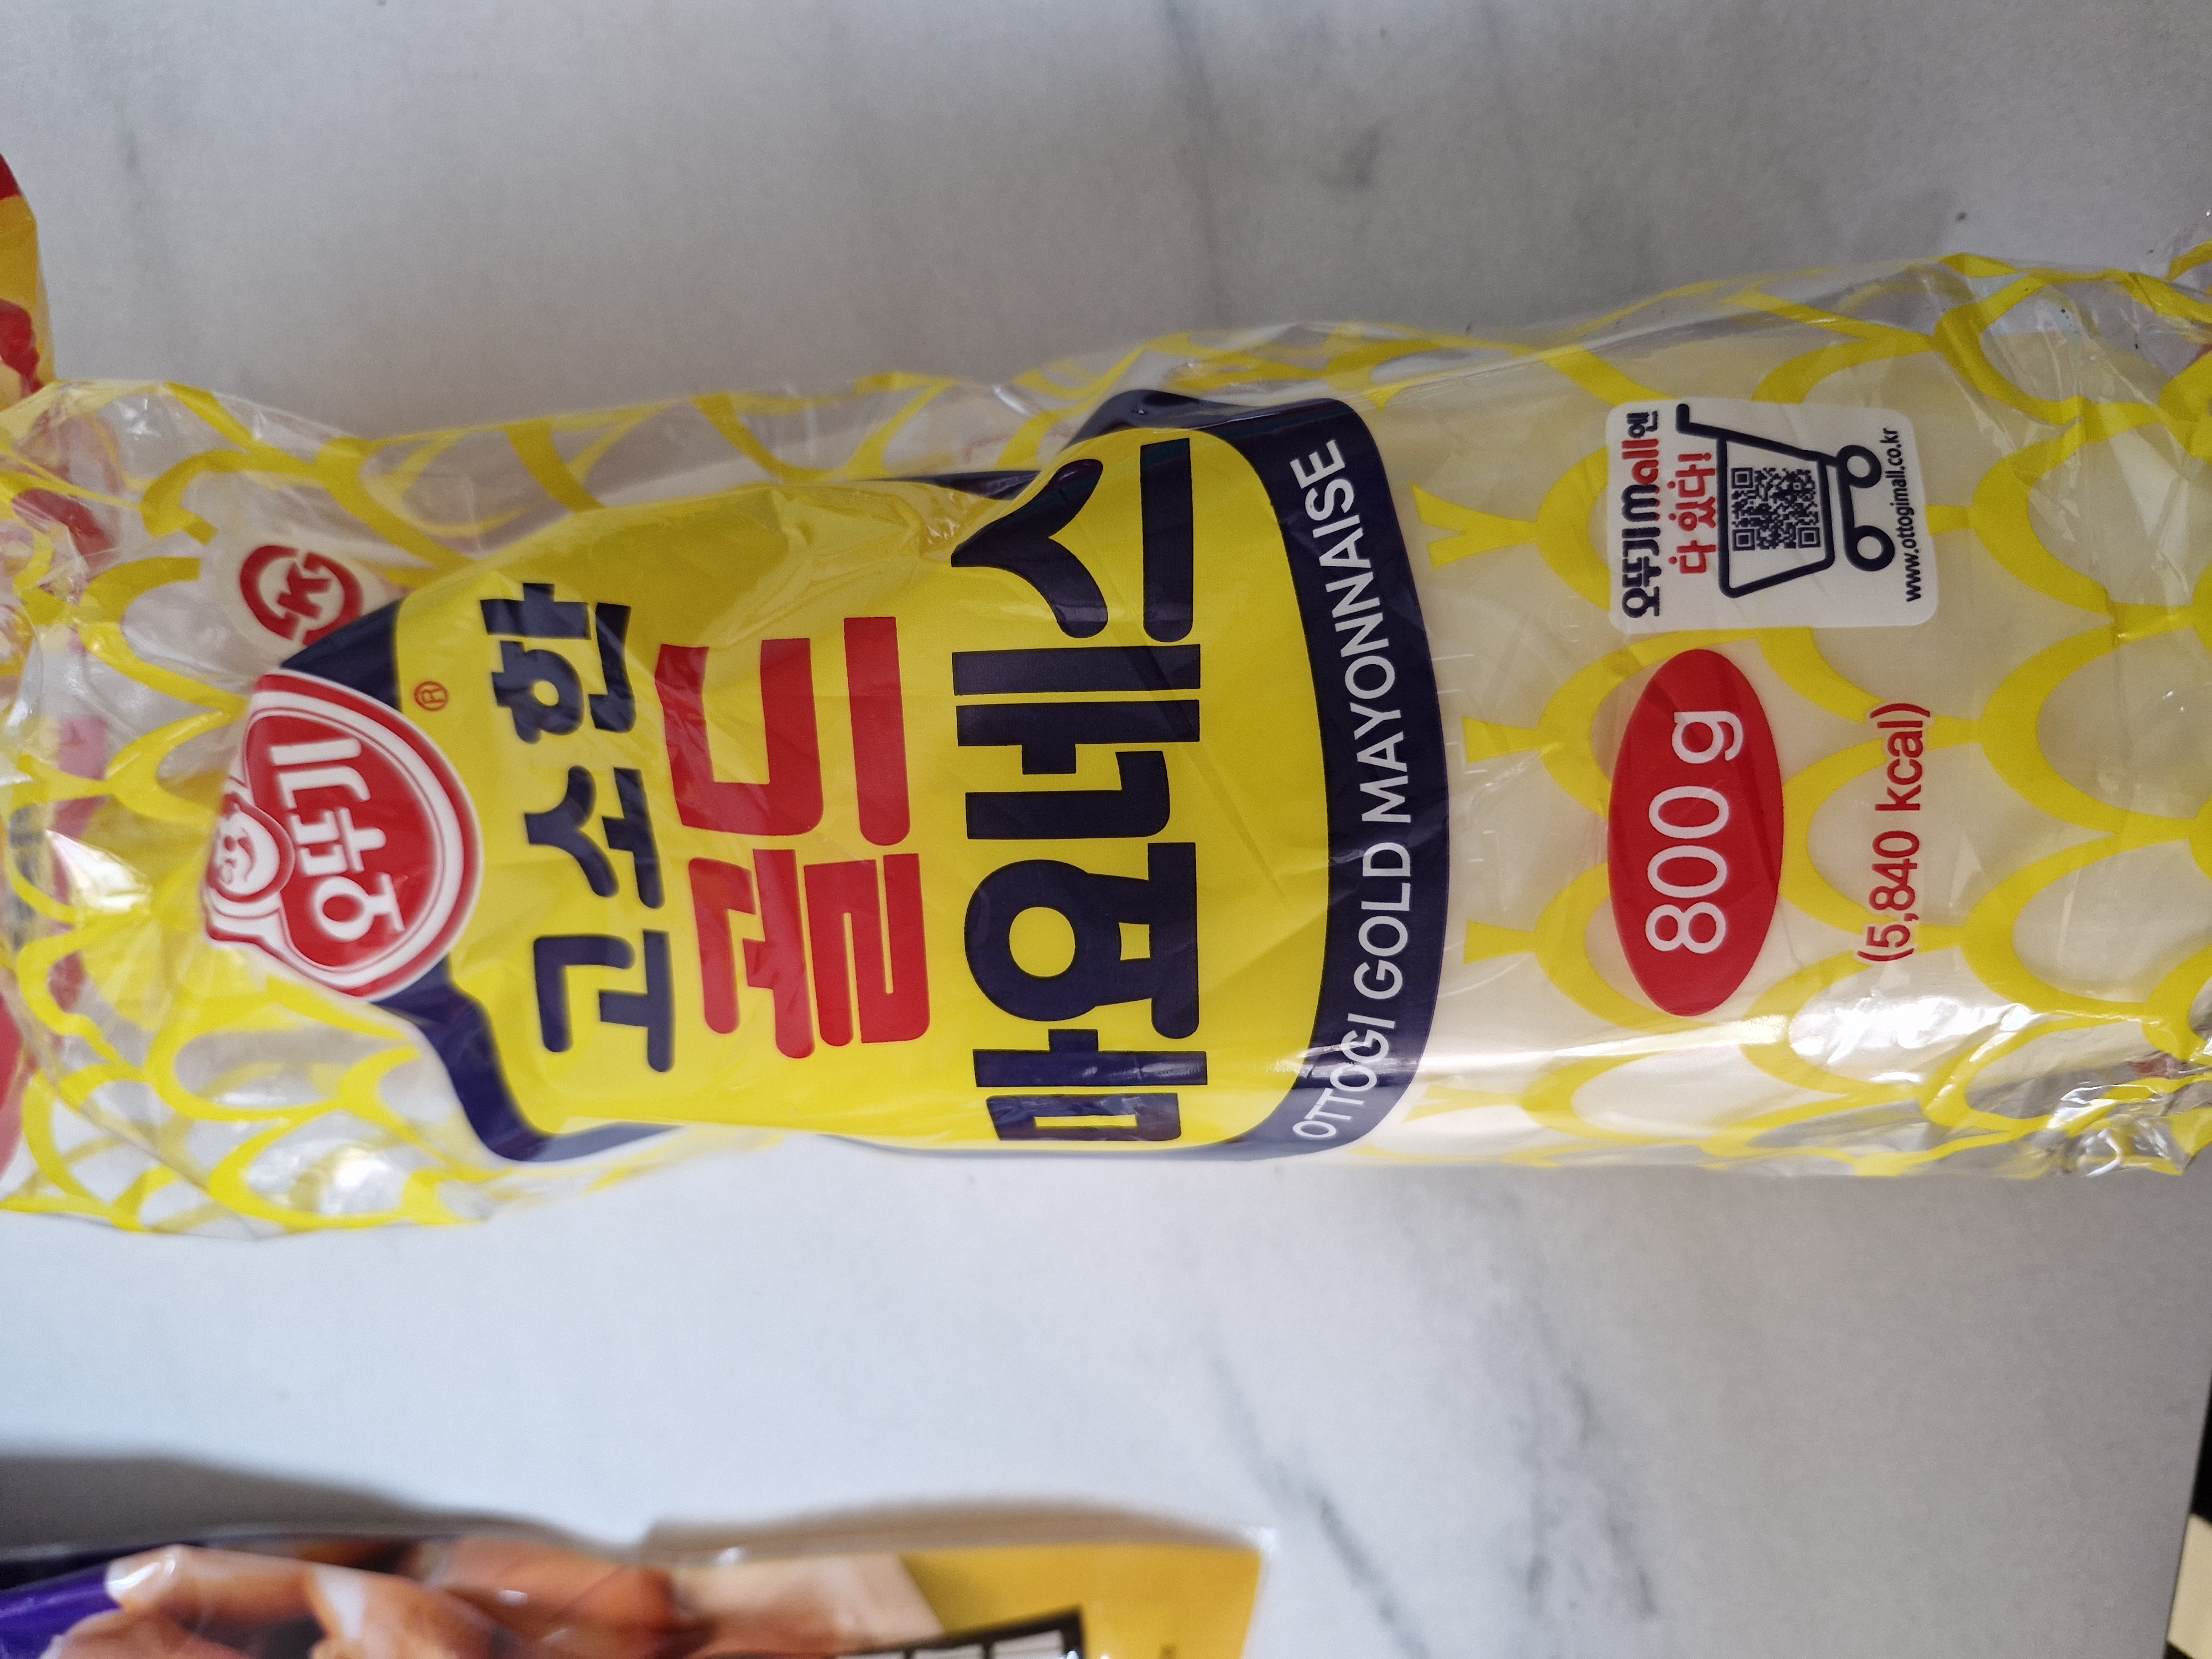 오뚜기
®
K
고소한
골드
마요네스
OTTOGI GOLD MAYONNAISE
800 g
(5,840 kcal)
오뚜기mall엔
다 있다!
www.ottogimall.co.kr